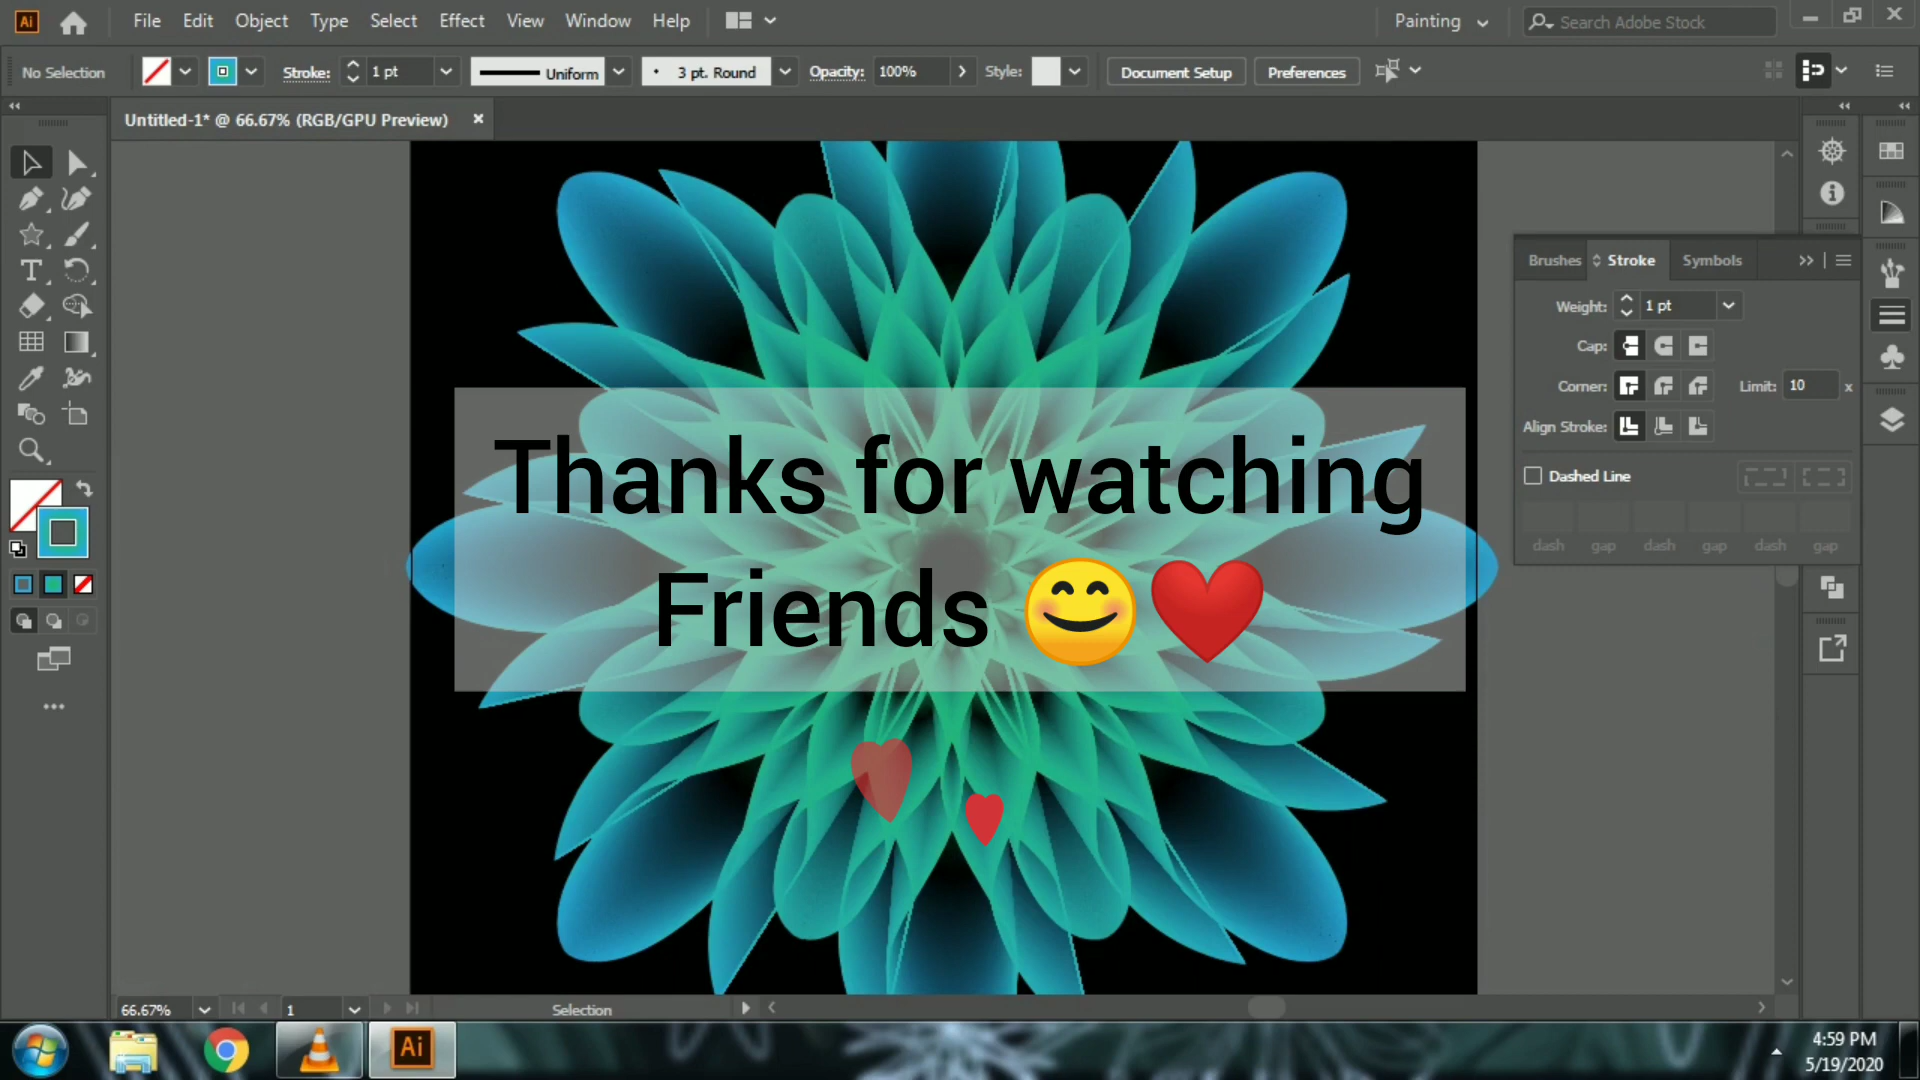 Ai File Edit Object Type Select Effect View Window Help Painting Search Adobe Stock
No Selection Stroke: 1 pt Uniform 3 pt. Round Opacity: 100% Style: Document Setup Preferences
Untitled-1* @ 66.67% (RGB/GPU Preview)
Brushes Stroke Symbols
Weight: 1 pt
Cap:
Corner: Limit: 10 x
Align Stroke:
Dashed Line
dash gap dash gap dash gap
Thanks for watching
Friends 😊❤️
66.67% 1 Selection
Ai
4:59 PM
5/19/2020